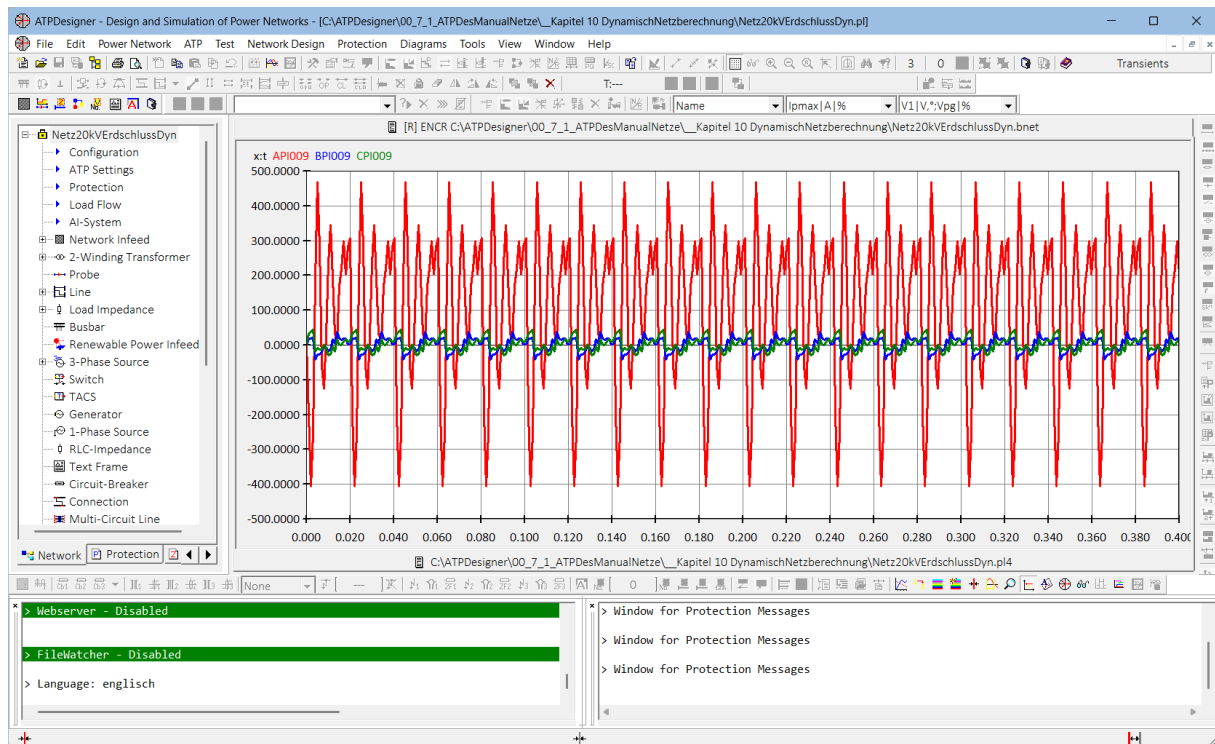 ATPDesigner - Design and Simulation of Power Networks - [C:\ATPDesigner\00_7_1_ATPDesManualNetze\__Kapitel 10 DynamischNetzberechnung\Netz20kVErdschlussDyn.pl]
File Edit Power Network ATP Test Network Design Protection Diagrams Tools View Window Help
3 0 Transients
T:---
Name Ipmax|A|% V1|V,°:Vpg|%
[R] ENCR C:\ATPDesigner\00_7_1_ATPDesManualNetze\__Kapitel 10 DynamischNetzberechnung\Netz20kVErdschlussDyn.bnet
Netz20kVErdschlussDyn
Configuration
ATP Settings
Protection
Load Flow
AI-System
Network Infeed
2-Winding Transformer
Probe
Line
Load Impedance
Busbar
Renewable Power Infeed
3-Phase Source
Switch
TACS
Generator
1-Phase Source
RLC-Impedance
Text Frame
Circuit-Breaker
Connection
Multi-Circuit Line
Network Protection
x:t API009 BPI009 CPI009
500.0000
400.0000
300.0000
200.0000
100.0000
0.0000
-100.0000
-200.0000
-300.0000
-400.0000
-500.0000
0.000 0.020 0.040 0.060 0.080 0.100 0.120 0.140 0.160 0.180 0.200 0.220 0.240 0.260 0.280 0.300 0.320 0.340 0.360 0.380 0.400
C:\ATPDesigner\00_7_1_ATPDesManualNetze\__Kapitel 10 DynamischNetzberechnung\Netz20kVErdschlussDyn.pl4
None -- 0
> Webserver - Disabled
> FileWatcher - Disabled
> Language: englisch
> Window for Protection Messages
> Window for Protection Messages
> Window for Protection Messages